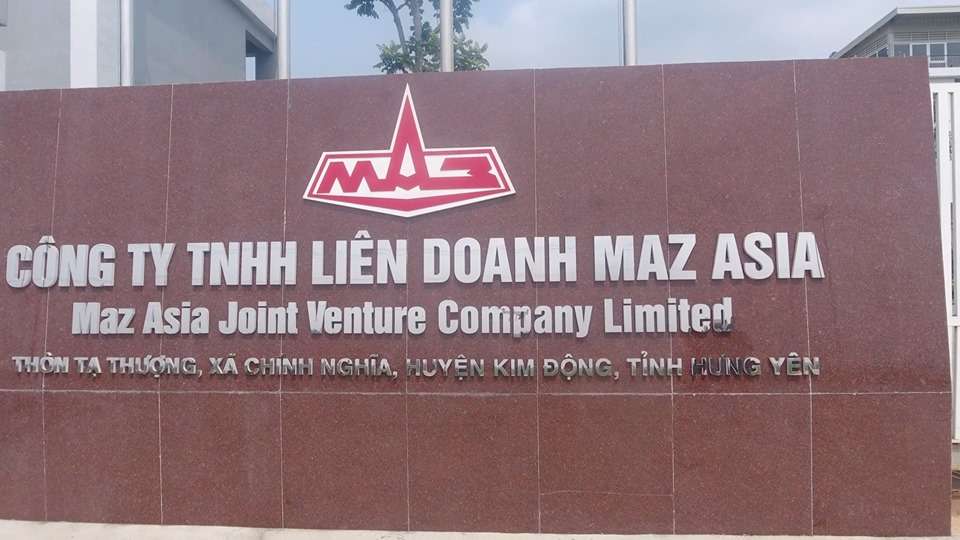 МАЗ
CÔNG TY TNHH LIÊN DOANH MAZ ASIA
Maz Asia Joint Venture Company Limited
THÔN TẠ THƯỢNG, XÃ CHÍNH NGHĨA, HUYỆN KIM ĐỘNG, TỈNH HƯNG YÊN